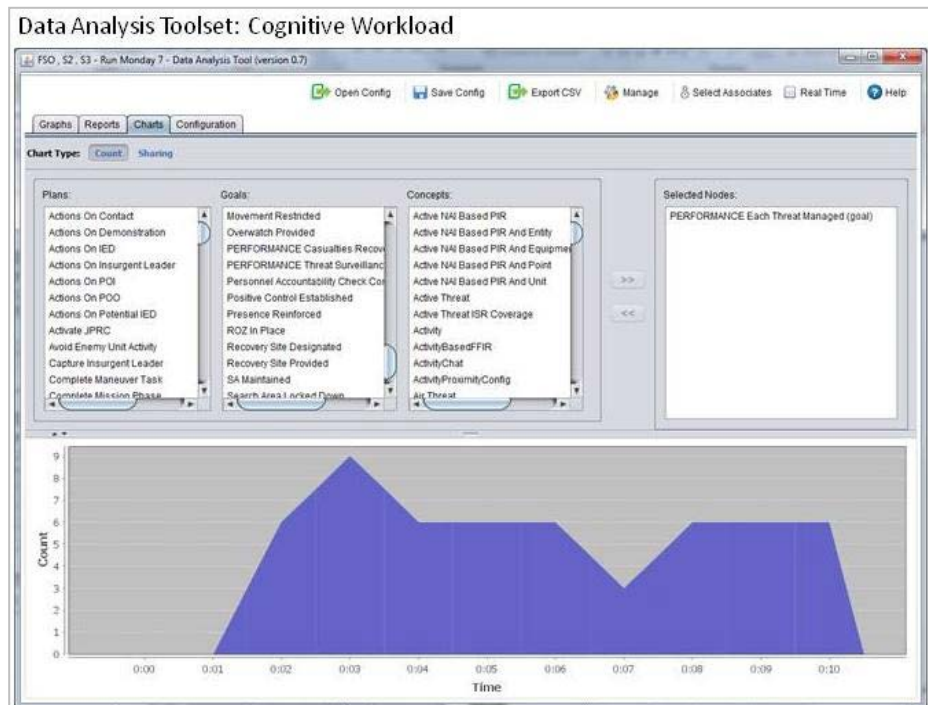 Data Analysis Toolset: Cognitive Workload
FSO , S2 , S3 - Run Monday 7 - Data Analysis Tool (version 0.7)
Open Config Save Config Export CSV Manage Select Associates Real Time Help
Graphs Reports Charts Configuration
Chart Type: Count Sharing
Plans: Goals: Concepts: Selected Nodes:
Actions On Contact Movement Restricted Active NAI Based PIR PERFORMANCE Each Threat Managed (goal)
Actions On Demonstration Overwatch Provided Active NAI Based PIR And Entity
Actions On IED PERFORMANCE Casualties Recov Active NAI Based PIR And Equipme
Actions On Insurgent Leader PERFORMANCE Threat Surveillanc Active NAI Based PIR And Point
Actions On POI Personnel Accountability Check Co Active NAI Based PIR And Unit
Actions On POO Positive Control Established Active Threat
Actions On Potential IED Presence Reinforced Active Threat ISR Coverage
Activate JPRC ROZ In Place Activity
Avoid Enemy Unit Activity Recovery Site Designated ActivityBasedFFIR
Capture Insurgent Leader Recovery Site Provided ActivityChat
Complete Maneuver Task SA Maintained ActivityProximityConfig
Complete Mission Phase Search Area Locked Down Air Threat
>>
<<
9
8
7
6
5
4
3
2
1
0
Count
0:00 0:01 0:02 0:03 0:04 0:05 0:06 0:07 0:08 0:09 0:10
Time